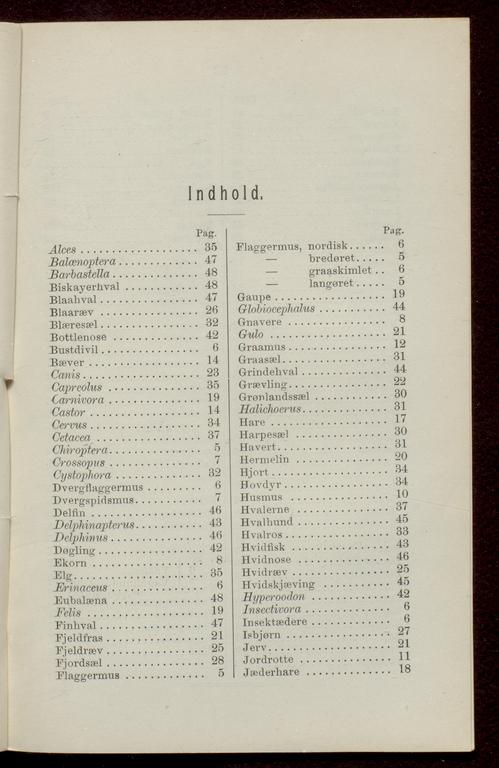 Indhold.
Pag.
Alces . . . . . . . . . . . . . . . . . . 35
Balænoptera . . . . . . . . . . . . 47
Barbastella . . . . . . . . . . . . . 48
Biskayerhval . . . . . . . . . . . . 48
Blaahval . . . . . . . . . . . . . . . 47
Blaaræv . . . . . . . . . . . . . . . 26
Blæresæl . . . . . . . . . . . . . . . 32
Bottlenose . . . . . . . . . . . . . 42
Bustdivil . . . . . . . . . . . . . . . 6
Bæver . . . . . . . . . . . . . . . . . 14
Canis . . . . . . . . . . . . . . . . . . 23
Capreolus . . . . . . . . . . . . . . 35
Carnivora . . . . . . . . . . . . . . 19
Castor . . . . . . . . . . . . . . . . . 14
Cervus . . . . . . . . . . . . . . . . . 34
Cetacea . . . . . . . . . . . . . . . . 37
Chiroptera . . . . . . . . . . . . . . 5
Crossopus . . . . . . . . . . . . . . 7
Cystophora . . . . . . . . . . . . . 32
Dvergflaggermus . . . . . . . . . 6
Dvergspidsmus . . . . . . . . . . 7
Delfin . . . . . . . . . . . . . . . . . 46
Delphinapterus . . . . . . . . . . 43
Delphinus . . . . . . . . . . . . . . 46
Døgling . . . . . . . . . . . . . . . . 42
Ekorn . . . . . . . . . . . . . . . . . 8
Elg . . . . . . . . . . . . . . . . . . . 35
Erinaceus . . . . . . . . . . . . . . 6
Eubalæna . . . . . . . . . . . . . . 48
Felis . . . . . . . . . . . . . . . . . . 19
Finhval . . . . . . . . . . . . . . . . 47
Fjeldfras . . . . . . . . . . . . . . . 21
Fjeldræv . . . . . . . . . . . . . . . 25
Fjordsæl . . . . . . . . . . . . . . . 28
Flaggermus . . . . . . . . . . . . 5
Pag.
Flaggermus, nordisk . . . . . . 6
— brederet . . . . . 5
— graaskimlet . . 6
— langøret . . . . . 5
Gaupe . . . . . . . . . . . . . . . . . 19
Globiocephalus . . . . . . . . . . 44
Gnavere . . . . . . . . . . . . . . . 8
Gulo . . . . . . . . . . . . . . . . . . 21
Graamus . . . . . . . . . . . . . . . 12
Graasæl . . . . . . . . . . . . . . . . 31
Grindehval . . . . . . . . . . . . . 44
Grævling . . . . . . . . . . . . . . . 22
Grønlandssæl . . . . . . . . . . . 30
Halichoerus . . . . . . . . . . . . . 31
Hare . . . . . . . . . . . . . . . . . . 17
Harpesæl . . . . . . . . . . . . . . 30
Havert . . . . . . . . . . . . . . . . . 31
Hermelin . . . . . . . . . . . . . . 20
Hjort . . . . . . . . . . . . . . . . . . 34
Hovdyr . . . . . . . . . . . . . . . . 34
Husmus . . . . . . . . . . . . . . . 10
Hvalerne . . . . . . . . . . . . . . . 37
Hvalhund . . . . . . . . . . . . . . 45
Hvalros . . . . . . . . . . . . . . . . 33
Hvidfisk . . . . . . . . . . . . . . . 43
Hvidnose . . . . . . . . . . . . . . 46
Hvidræv . . . . . . . . . . . . . . . 25
Hvidskjæving . . . . . . . . . . . 45
Hyperoodon . . . . . . . . . . . . 42
Insectivora . . . . . . . . . . . . . 6
Insektædere . . . . . . . . . . . . 6
Isbjørn . . . . . . . . . . . . . . . . 27
Jerv . . . . . . . . . . . . . . . . . . . 21
Jordrotte . . . . . . . . . . . . . . 11
Jæderhare . . . . . . . . . . . . . . 18